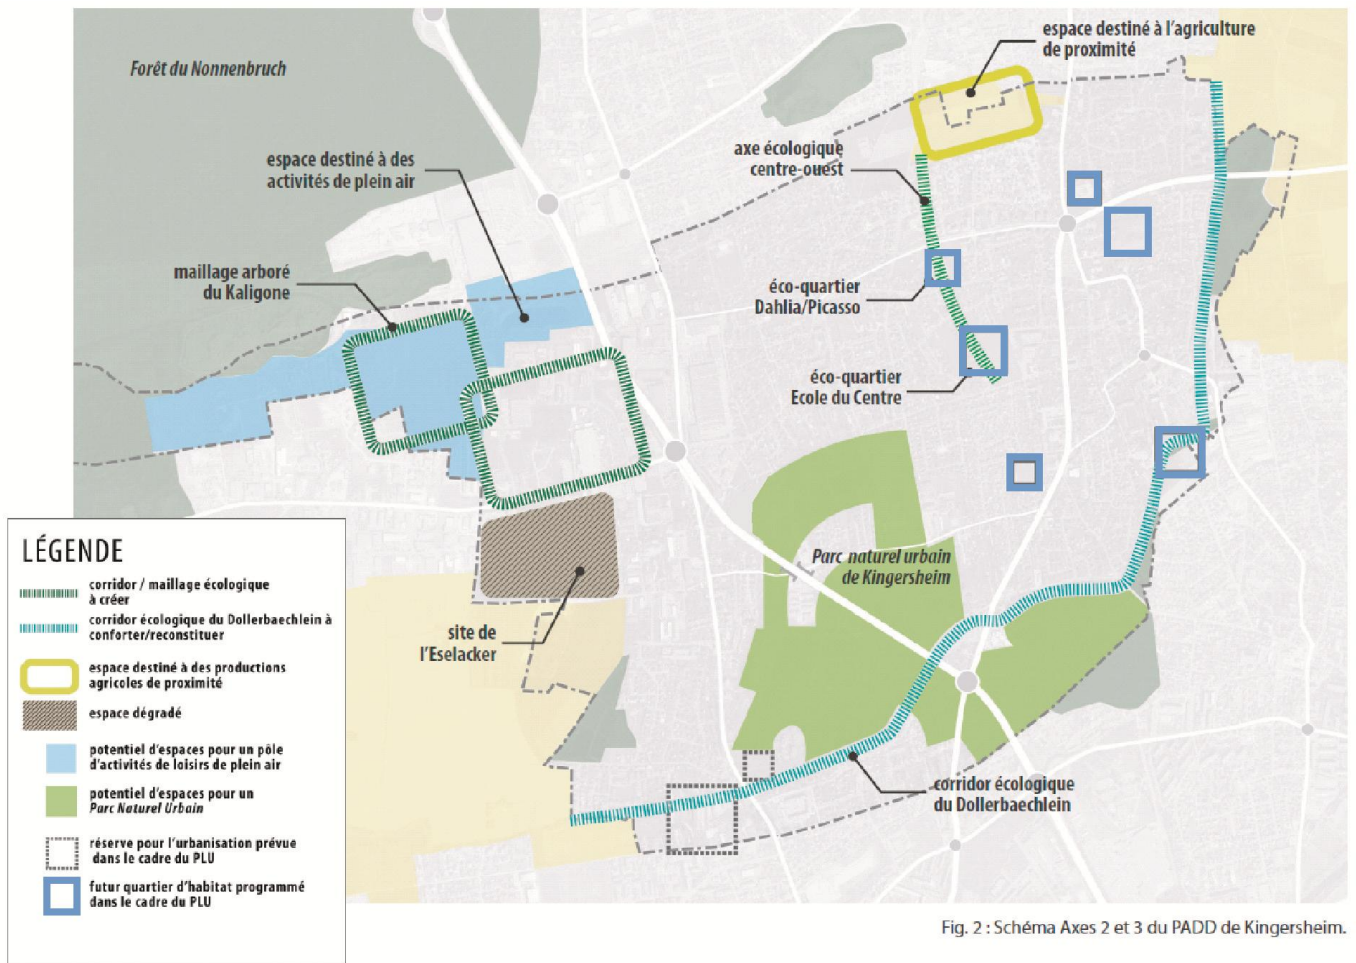 Forêt du Nonnenbruch
espace destiné à l'agriculture
de proximité
axe écologique
centre-ouest
espace destiné à des
activités de plein air
maillage arboré
du Kaligone
éco-quartier
Dahlia/Picasso
éco-quartier
Ecole du Centre
Parc naturel urbain
de Kingersheim
site de
l'Eselacker
corridor écologique
du Dollerbaechlein
LÉGENDE
corridor / maillage écologique
à créer
corridor écologique du Dollerbaechlein à
conforter/reconstituer
espace destiné à des productions
agricoles de proximité
espace dégradé
potentiel d'espaces pour un pôle
d'activités de loisirs de plein air
potentiel d'espaces pour un
Parc Naturel Urbain
réserve pour l'urbanisation prévue
dans le cadre du PLU
futur quartier d'habitat programmé
dans le cadre du PLU
Fig. 2 : Schéma Axes 2 et 3 du PADD de Kingersheim.